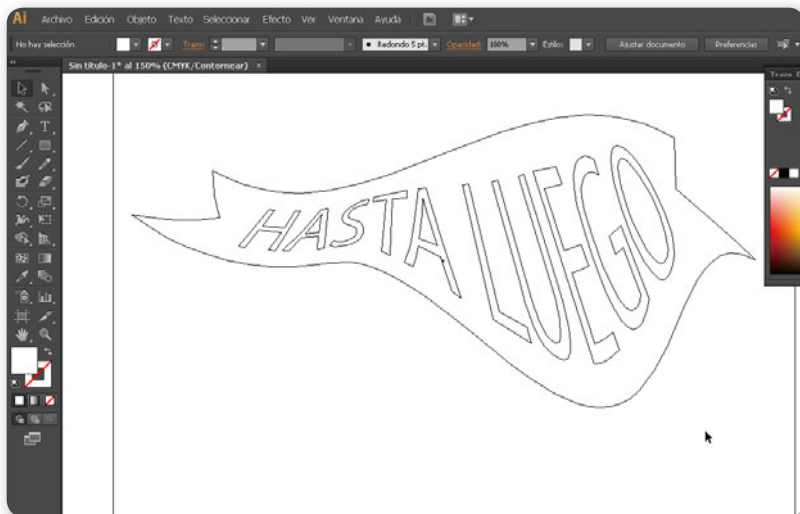 Ai Archivo Edición Objeto Texto Seleccionar Efecto Ver Ventana Ayuda
No hay selección Trazo: Redondo 5 pt. Opacidad: 100% Estilo: Ajustar documento Preferencias
Sin título-1* al 150% (CMYK/Contornear) ×
Trazo
HASTA LUEGO